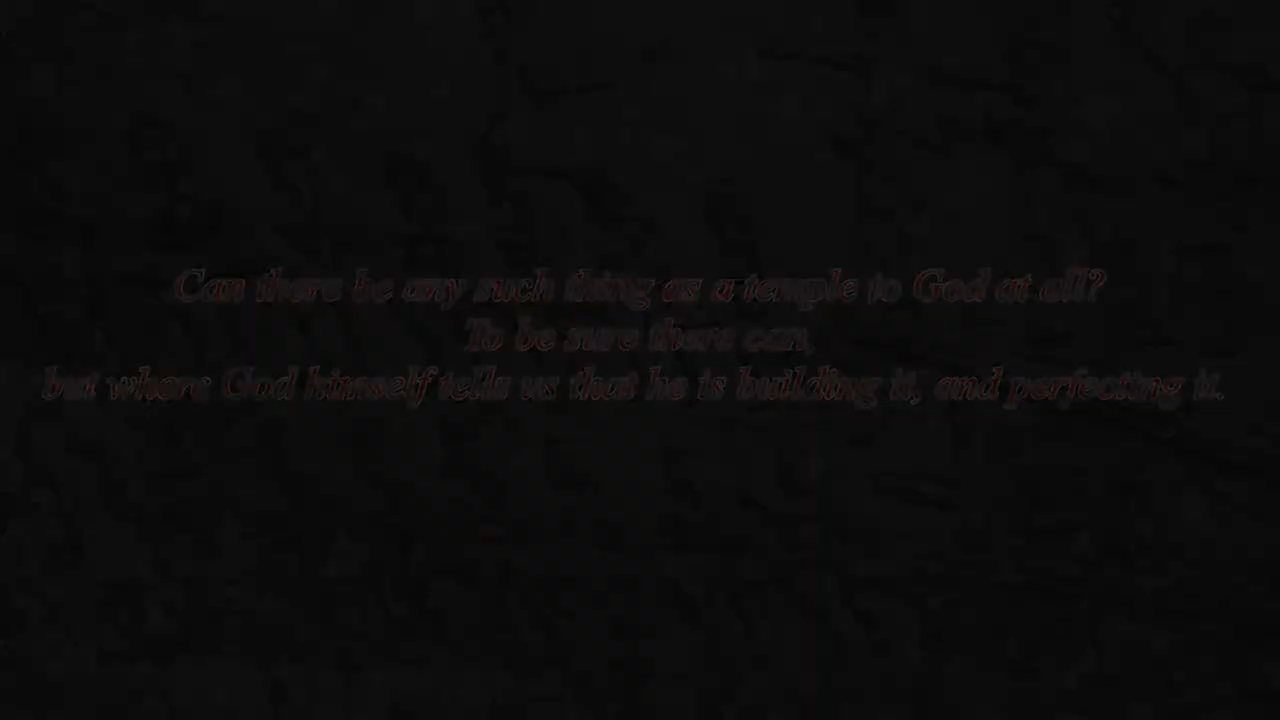 Can there be any such thing as a temple to God at all?
To be sure there can,
but where God himself tells us that he is building it, and perfecting it.